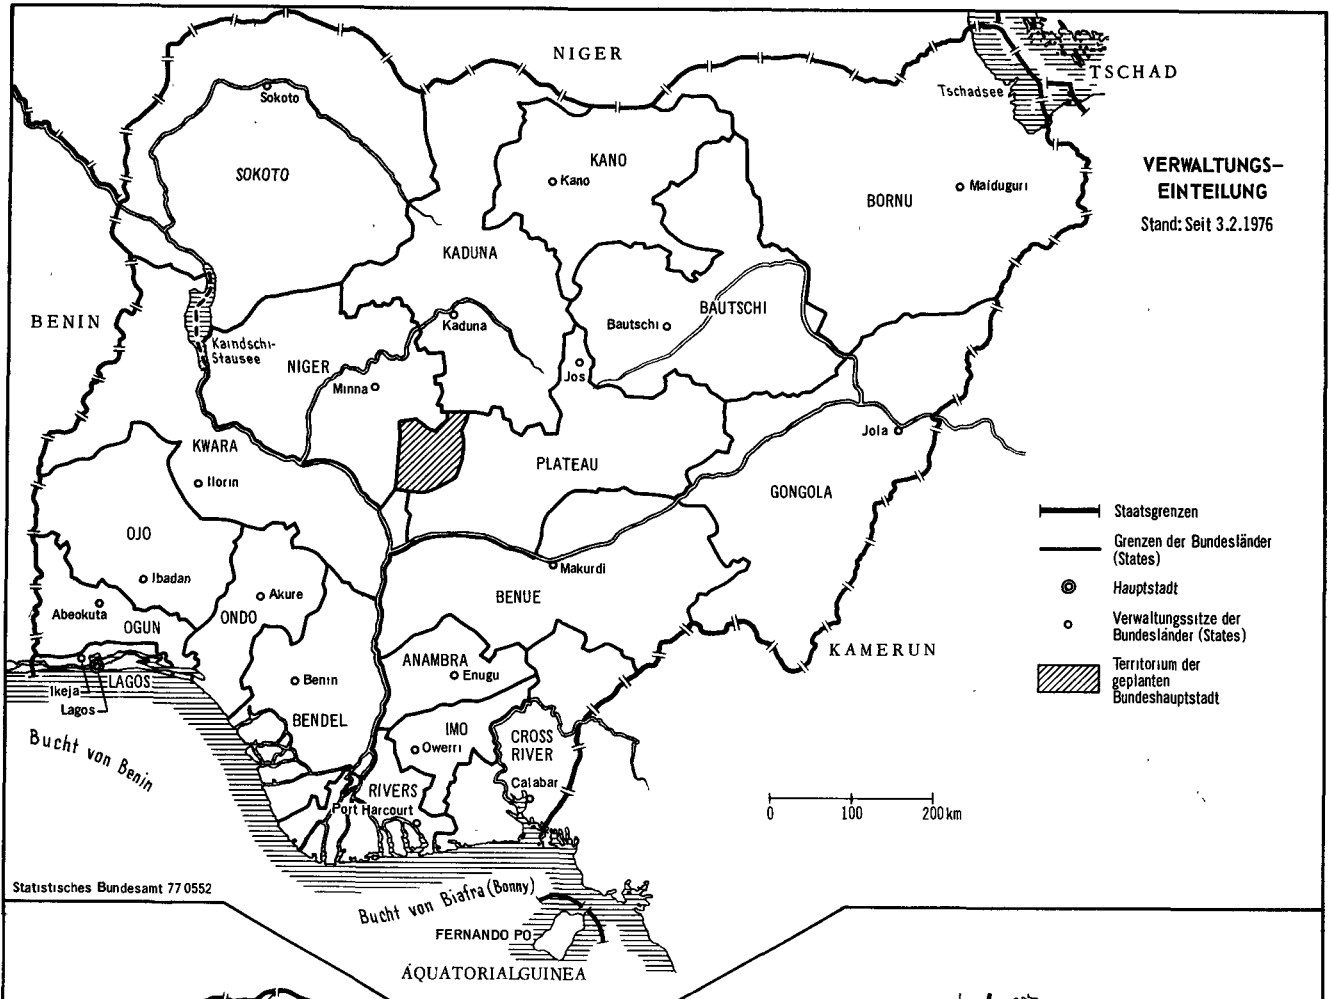 NIGER
TSCHAD
Tschadsee
Sokoto
SOKOTO
KANO
Kano
BORNU
Maiduguri
VERWALTUNGS-
EINTEILUNG
Stand: Seit 3.2.1976
KADUNA
Kaduna
BAUTSCHI
Bautschi
BENIN
Kaindschi-
Stausee
NIGER
Minna
Jos
Jola
KWARA
Ilorin
PLATEAU
GONGOLA
OJO
Ibadan
Makurdi
BENUE
Abeokuta
OGUN
ONDO
Akure
ANAMBRA
Enugu
KAMERUN
LAGOS
Ikeja
Lagos
Benin
BENDEL
IMO
Owerri
CROSS
RIVER
Calabar
RIVERS
Port Harcourt
Bucht von Benin
Staatsgrenzen
Grenzen der Bundesländer
(States)
Hauptstadt
Verwaltungssitze der
Bundesländer (States)
Territorium der
geplanten
Bundeshauptstadt
0 100 200 km
Statistisches Bundesamt 77 0552
Bucht von Biafra (Bonny)
FERNANDO PO
ÄQUATORIALGUINEA